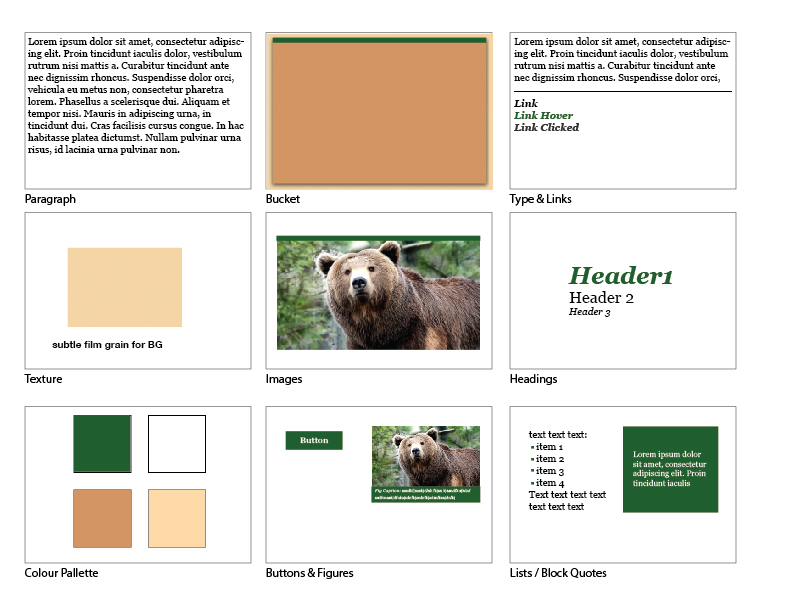 Lorem ipsum dolor sit amet, consectetur adipisc-
ing elit. Proin tincidunt iaculis dolor, vestibulum
rutrum nisi mattis a. Curabitur tincidunt ante
nec dignissim rhoncus. Suspendisse dolor orci,
vehicula eu metus non, consectetur pharetra
lorem. Phasellus a scelerisque dui. Aliquam et
tempor nisi. Mauris in adipiscing urna, in
tincidunt dui. Cras facilisis cursus congue. In hac
habitasse platea dictumst. Nullam pulvinar urna
risus, id lacinia urna pulvinar non.
Paragraph
Bucket
Lorem ipsum dolor sit amet, consectetur adipisc-
ing elit. Proin tincidunt iaculis dolor, vestibulum
rutrum nisi mattis a. Curabitur tincidunt ante
nec dignissim rhoncus. Suspendisse dolor orci,
Link
Link Hover
Link Clicked
Type & Links
subtle film grain for BG
Texture
Images
Header1
Header 2
Header 3
Headings
Colour Pallette
Button
Fig Caption:
Buttons & Figures
text text text:
item 1
item 2
item 3
item 4
Text text text text
text text text
Lorem ipsum dolor
sit amet, consectetur
adipiscing elit. Proin
tincidunt iaculis
Lists / Block Quotes